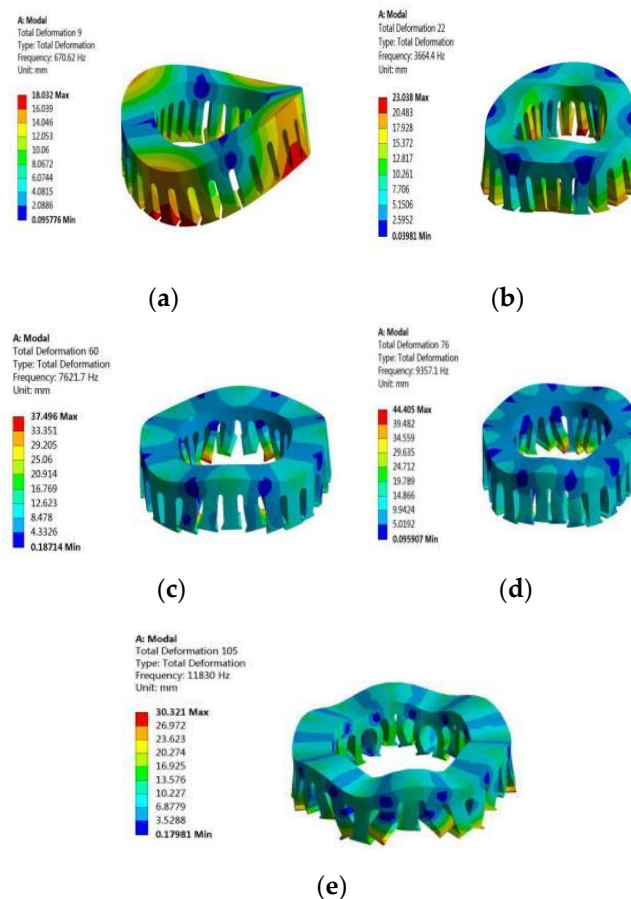 A: Modal
Total Deformation 9
Type: Total Deformation
Frequency: 670.62 Hz
Unit: mm
18.032 Max
16.039
14.046
12.053
10.06
8.0672
6.0744
4.0815
2.0886
0.095776 Min
(a)
A: Modal
Total Deformation 22
Type: Total Deformation
Frequency: 3664.4 Hz
Unit: mm
23.038 Max
20.483
17.928
15.372
12.817
10.261
7.706
5.1506
2.5952
0.03981 Min
(b)
A: Modal
Total Deformation 60
Type: Total Deformation
Frequency: 7621.7 Hz
Unit: mm
37.496 Max
33.351
29.205
25.06
20.914
16.769
12.623
8.478
4.3326
0.18714 Min
(c)
A: Modal
Total Deformation 76
Type: Total Deformation
Frequency: 9357.1 Hz
Unit: mm
44.405 Max
39.482
34.559
29.635
24.712
19.789
14.866
9.9424
5.0192
0.095907 Min
(d)
A: Modal
Total Deformation 105
Type: Total Deformation
Frequency: 11830 Hz
Unit: mm
30.321 Max
26.972
23.623
20.274
16.925
13.576
10.227
6.8779
3.5288
0.17981 Min
(e)